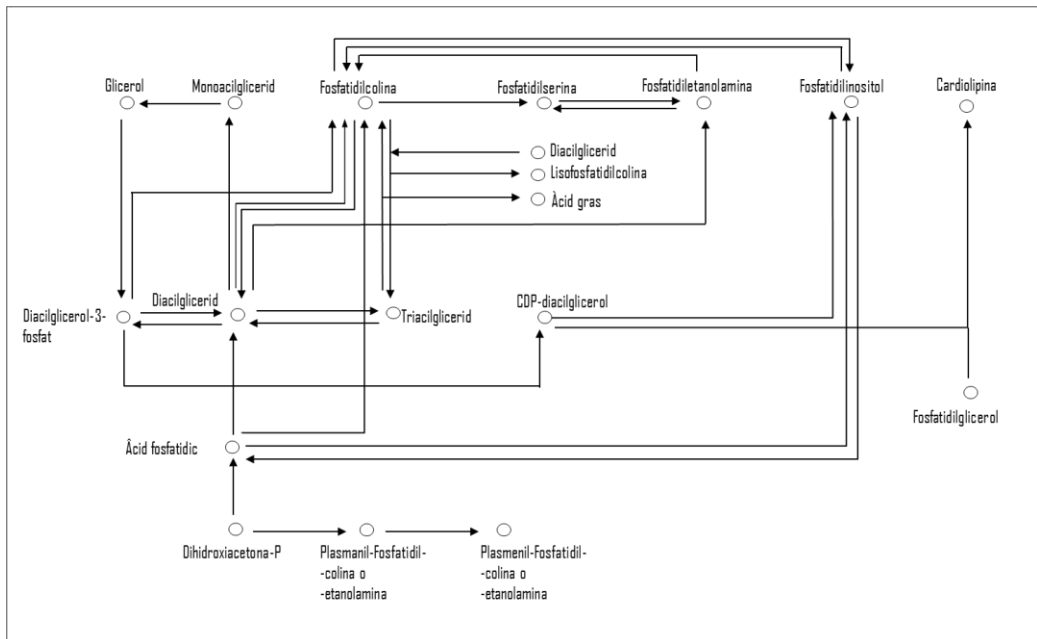 Glicerol
Monoacilglicerid
Fosfatidilcolina
Fosfatidilserina
Fosfatidiletanolamina
Fosfatidilinositol
Cardiolipina
Diacilglicerid
Lisofosfatidilcolina
Àcid gras
Diacilglicerid
Diacilglicerol-3-
fosfat
Triacilglicerid
CDP-diacilglicerol
Fosfatidilglicerol
Âcid fosfatidic
Dihidroxiacetona-P
Plasmanil-Fosfatidil-
-colina o
-etanolamina
Plasmenil-Fosfatidil-
-colina o
-etanolamina